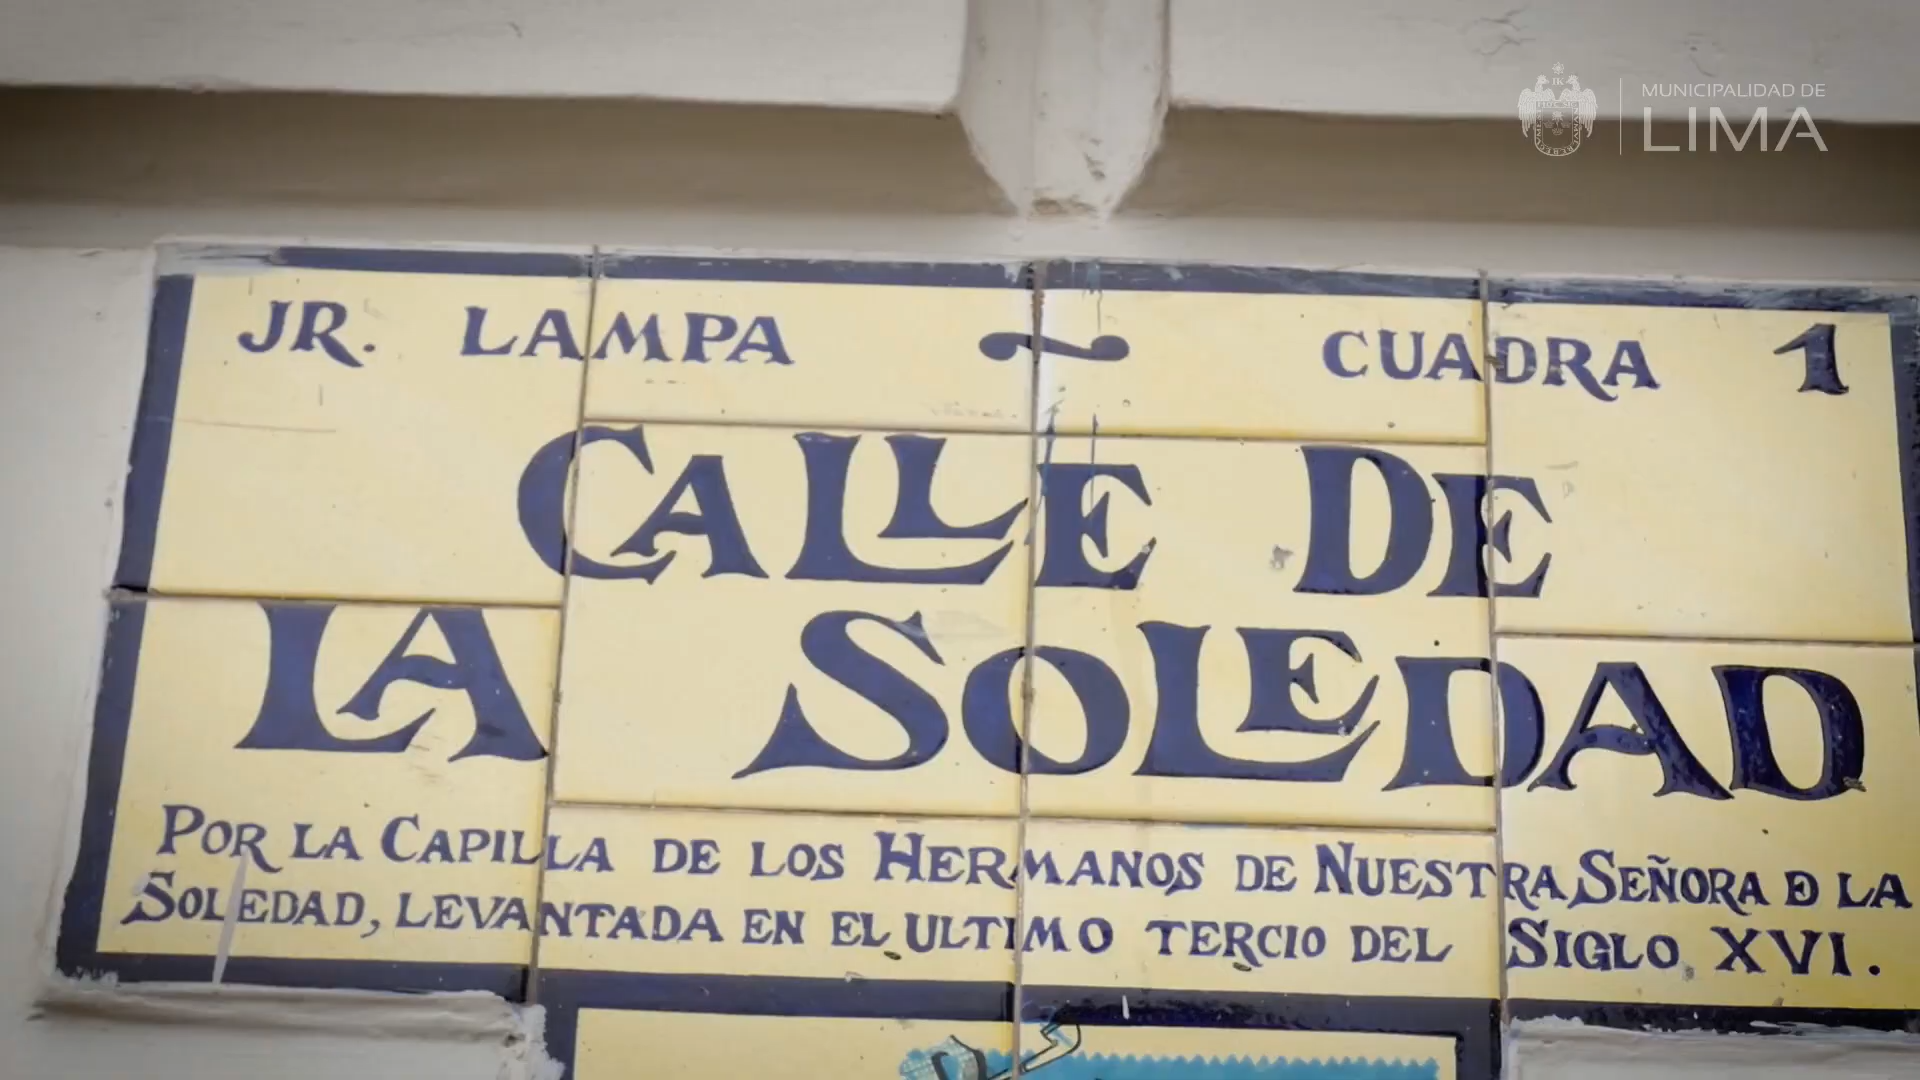 MUNICIPALIDAD DE
LIMA
JR. LAMPA ~ CUADRA 1
CALLE DE
LA SOLEDAD
POR LA CAPILLA DE LOS HERMANOS DE NUESTRA SEÑORA DE LA
SOLEDAD, LEVANTADA EN EL ULTIMO TERCIO DEL SIGLO XVI.